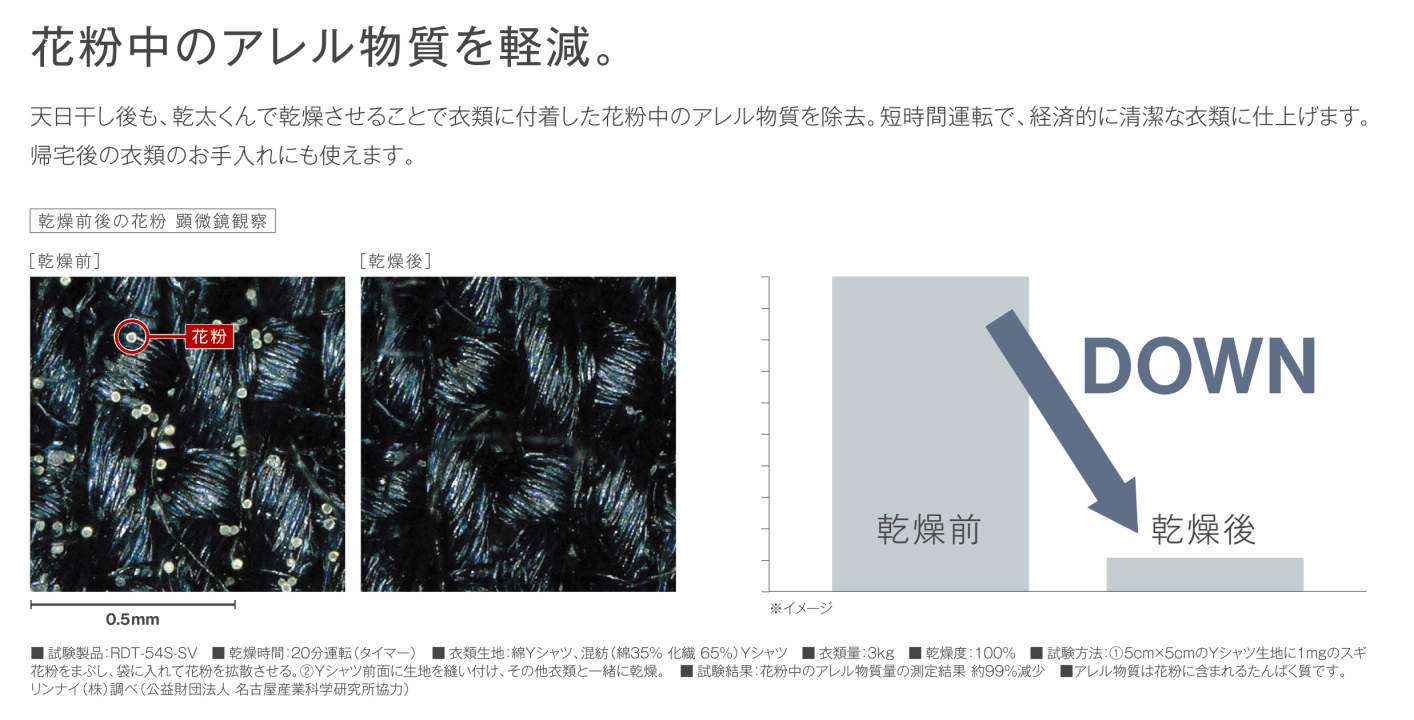 花粉中のアレル物質を軽減。
天日干し後も、乾太くんで乾燥させることで衣類に付着した花粉中のアレル物質を除去。短時間運転で、経済的に清潔な衣類に仕上げます。
帰宅後の衣類のお手入れにも使えます。
乾燥前後の花粉 顕微鏡観察
[乾燥前]
[乾燥後]
花粉
0.5mm
DOWN
乾燥前
乾燥後
※イメージ
■ 試験製品：RDT-54S-SV ■ 乾燥時間：20分運転（タイマー） ■ 衣類生地：綿Yシャツ、混紡（綿35% 化繊 65%）Yシャツ ■ 衣類量：3kg ■ 乾燥度：100% ■ 試験方法：①5cm×5cmのYシャツ生地に1mgのスギ
花粉をまぶし、袋に入れて花粉を拡散させる。②Yシャツ前面に生地を縫い付け、その他衣類と一緒に乾燥。 ■ 試験結果：花粉中のアレル物質量の測定結果 約99%減少 ■アレル物質は花粉に含まれるたんぱく質です。
リンナイ（株）調べ（公益財団法人 名古屋産業科学研究所協力）